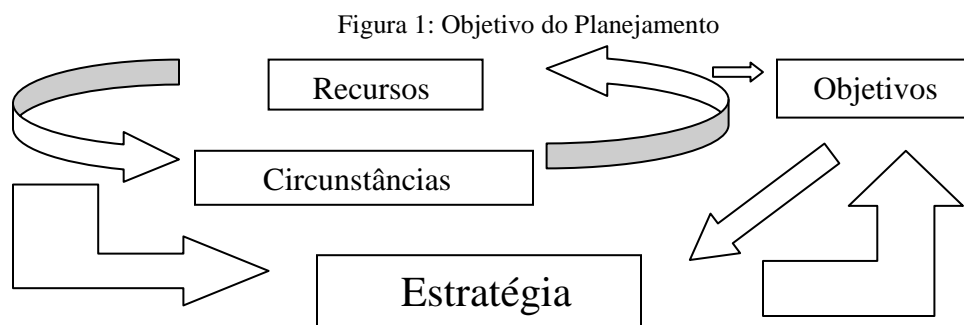 Figura 1: Objetivo do Planejamento
Recursos
Objetivos
Circunstâncias
Estratégia